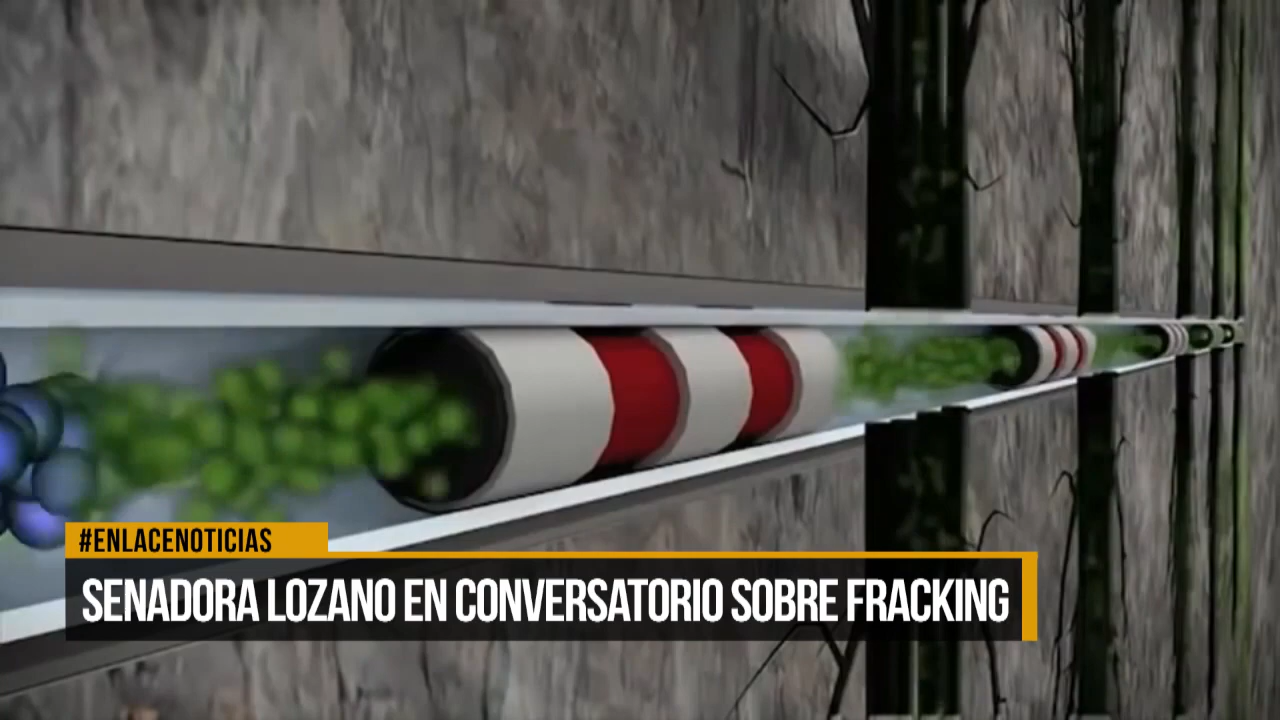 #ENLACENOTICIAS
SENADORA LOZANO EN CONVERSATORIO SOBRE FRACKING